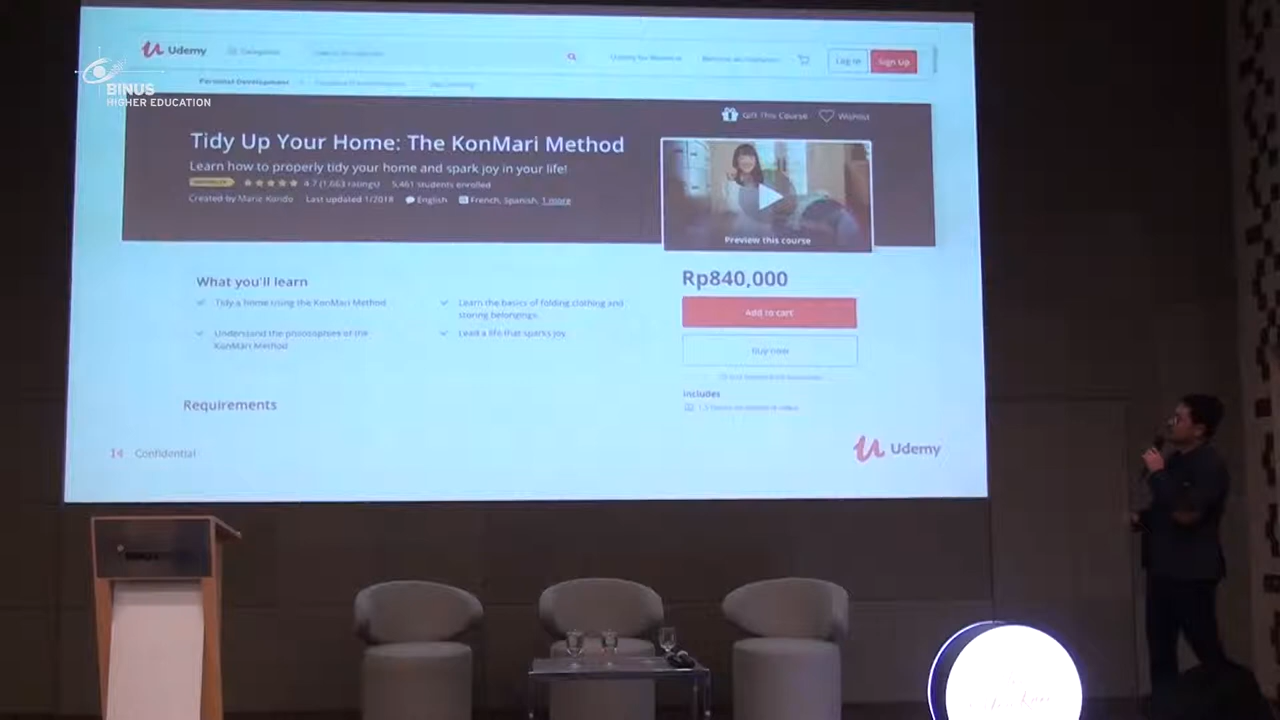 Udemy
Log In
Sign Up
BINUS
HIGHER EDUCATION
Personal Development
Gift This Course
Wishlist
Tidy Up Your Home: The KonMari Method
Learn how to properly tidy your home and spark joy in your life!
4.7 (1,663 ratings) 5,461 students enrolled
Created by Marie Kondo Last updated 1/2018 English French, Spanish, 1 more
Preview this course
Rp840,000
Add to cart
Buy now
What you'll learn
Tidy a home using the KonMari Method
Learn the basics of folding clothing and
storing belongings.
Understand the philosophies of the
KonMari Method
Lead a life that sparks joy
Includes
Requirements
14 Confidential
Udemy